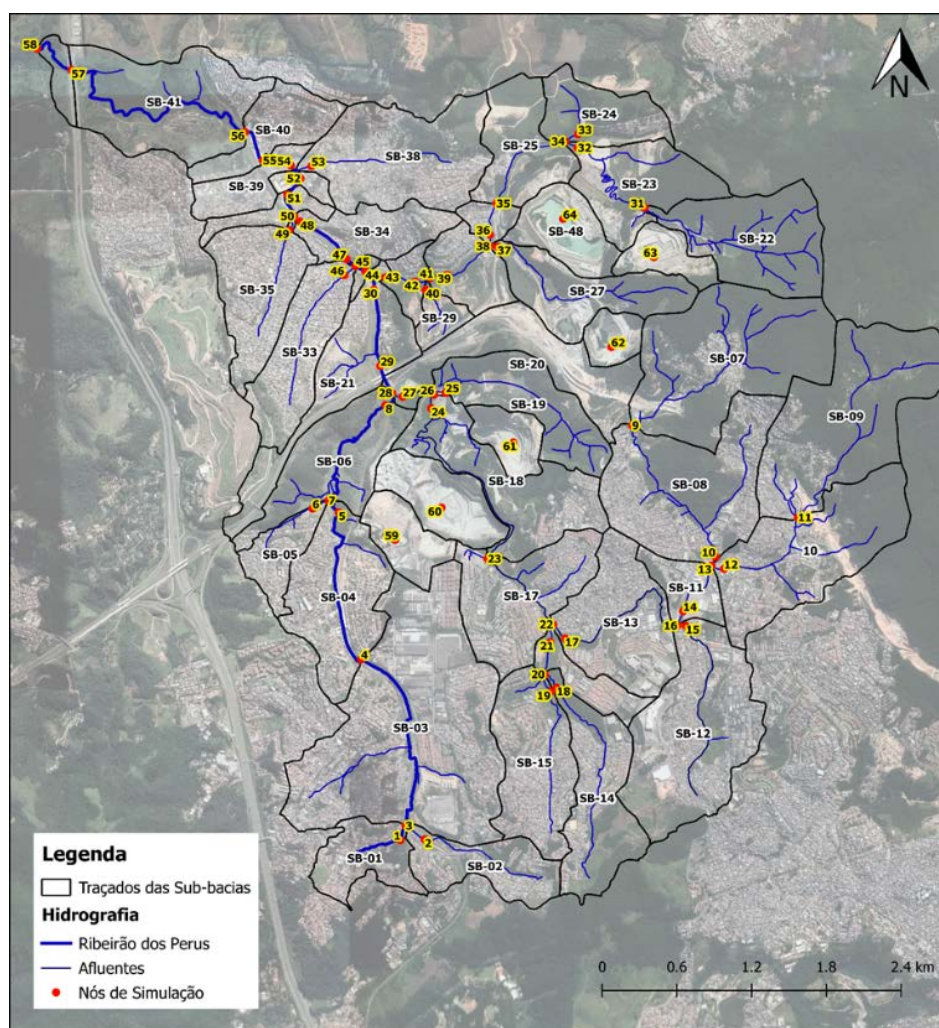 58
57
SB-41
SB-24
56
SB-40
33
34
32
SB-25
55
54
53
SB-38
52
SB-39
SB-23
51
35
31
50
48
64
49
SB-34
36
SB-48
SB-22
38
37
47
45
63
46
44
43
41
39
42
40
30
SB-27
SB-35
SB-29
SB-33
62
SB-07
SB-20
29
SB-21
28
27
26
25
8
24
SB-19
SB-09
9
61
SB-06
SB-18
SB-08
7
6
5
60
11
59
10
SB-05
23
10
13
12
SB-04
SB-17
SB-11
14
22
SB-13
16
15
21
17
4
20
19
18
SB-03
SB-12
SB-15
SB-14
3
1
2
SB-01
SB-02
N
Legenda
Traçados das Sub-bacias
Hidrografia
Ribeirão dos Perus
Afluentes
Nós de Simulação
0 0.6 1.2 1.8 2.4 km